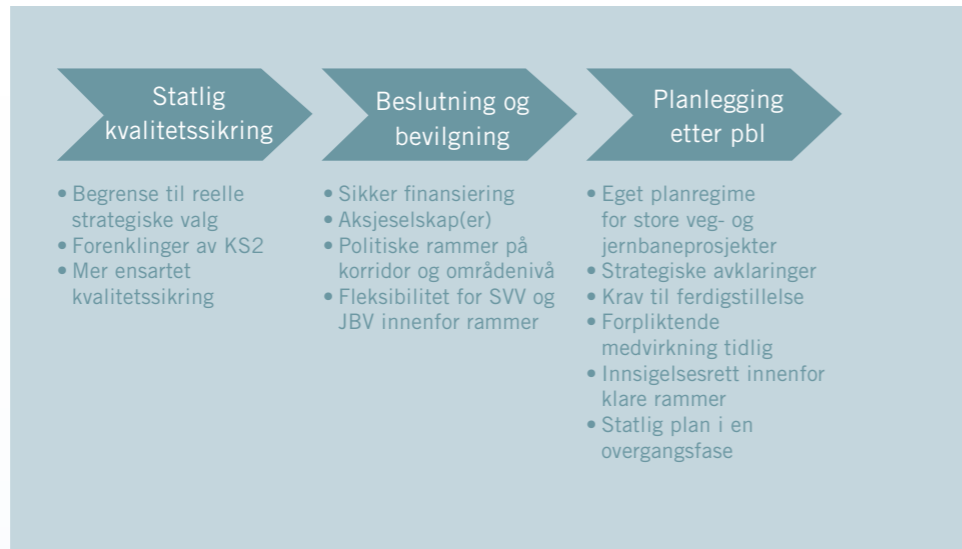 Statlig
kvalitetssikring
• Begrense til reelle
strategiske valg
• Forenklinger av KS2
• Mer ensartet
kvalitetssikring
Beslutning og
bevilgning
• Sikker finansiering
• Aksjeselskap(er)
• Politiske rammer på
korridor og områdenivå
• Fleksibilitet for SVV og
JBV innenfor rammer
Planlegging
etter pbl
• Eget planregime
for store veg- og
jernbaneprosjekter
• Strategiske avklaringer
• Krav til ferdigstillelse
• Forpliktende
medvirkning tidlig
• Innsigelsesrett innenfor
klare rammer
• Statlig plan i en
overgangsfase